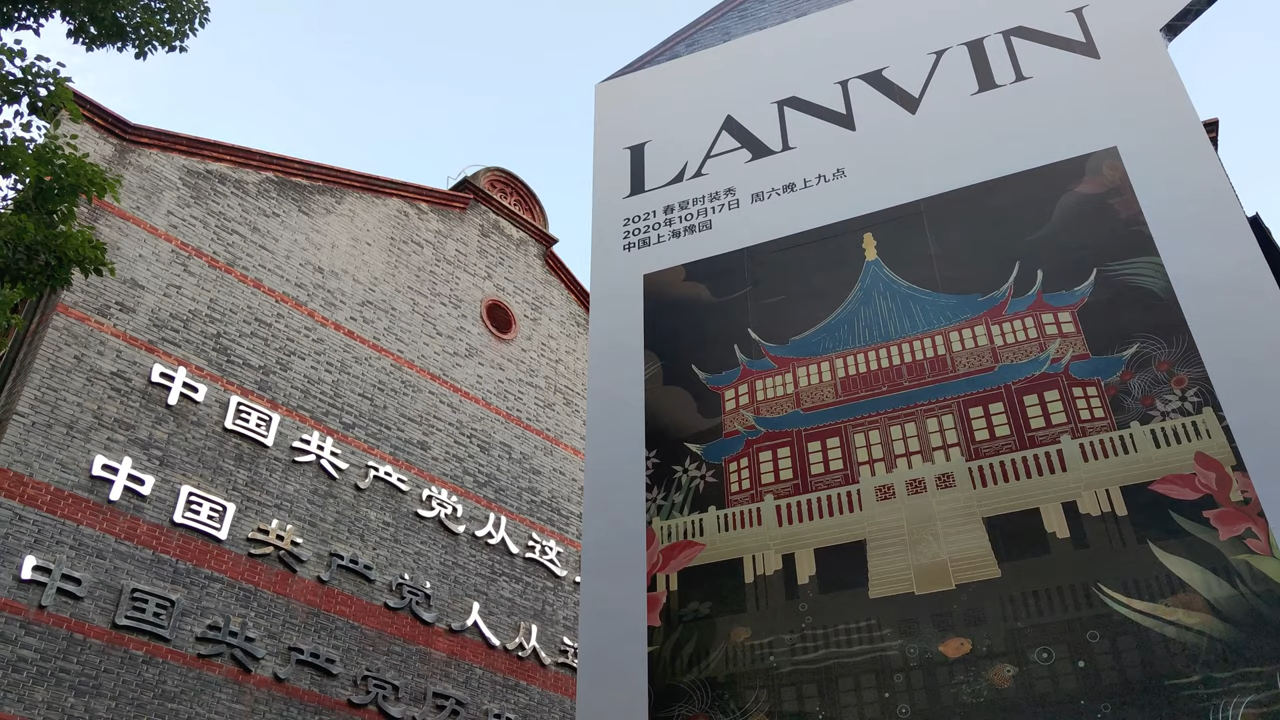 中国共产党从这
中国共产党人从这
中国共产党历
LANVIN
2021 春夏时装秀
2020年10月17日 周六晚上九点
中国上海豫园